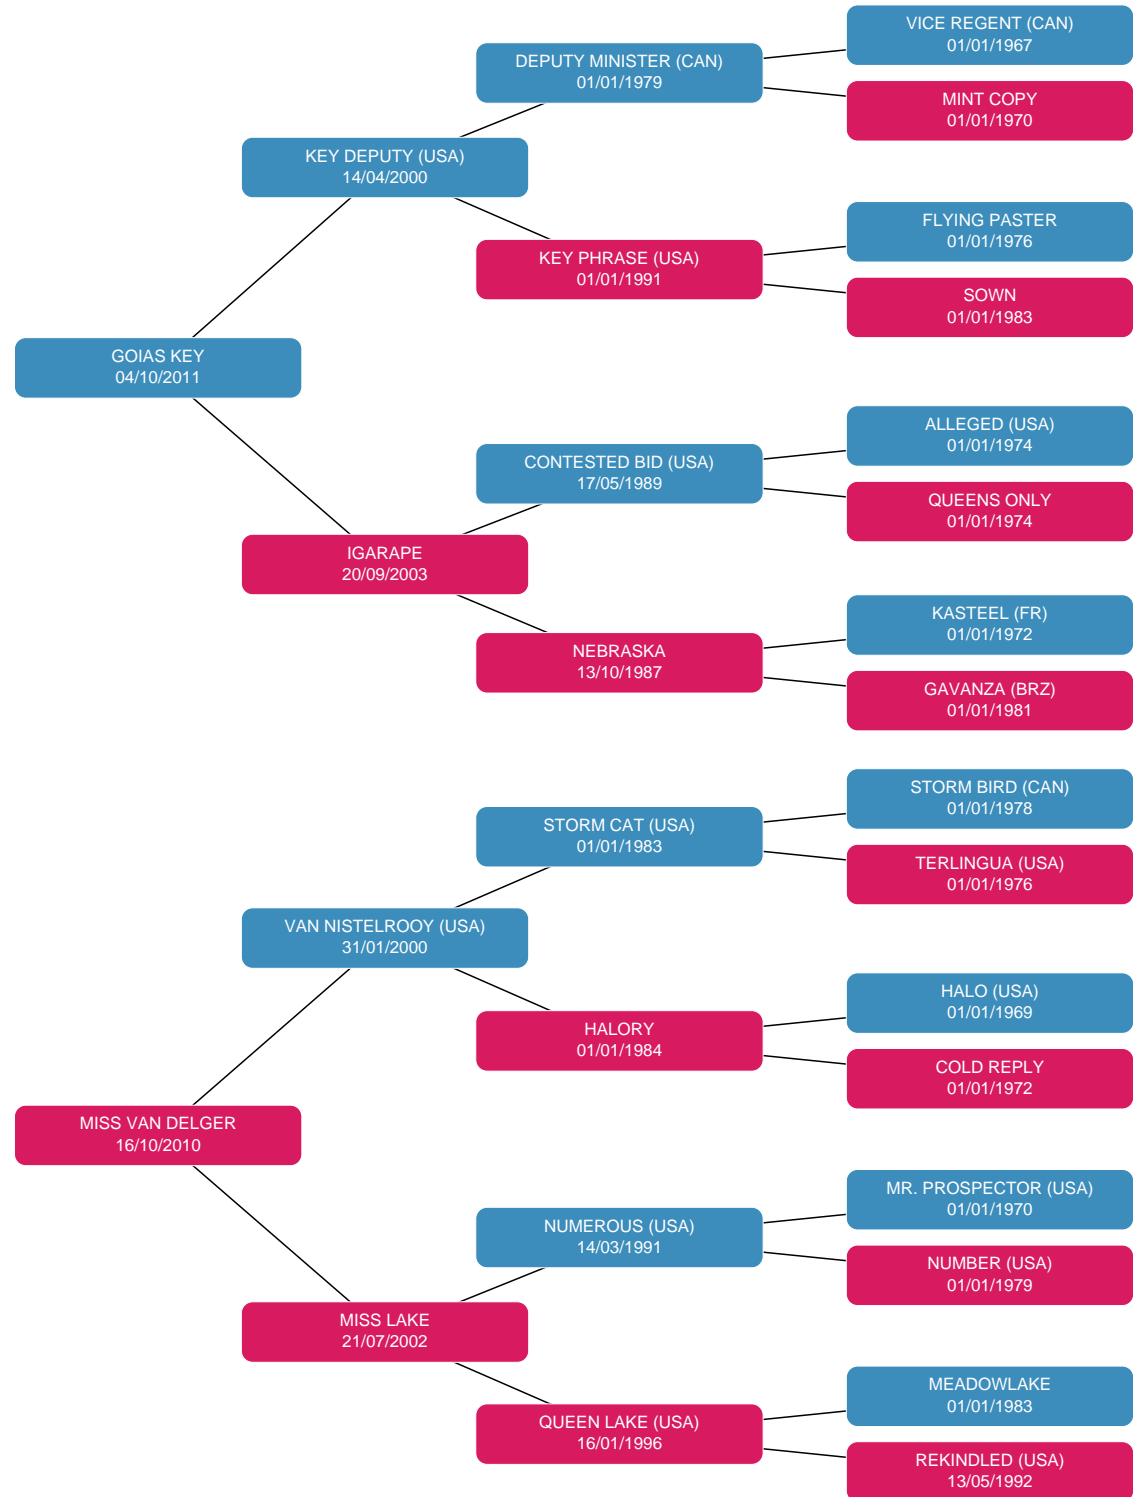 VICE REGENT (CAN)
01/01/1967
DEPUTY MINISTER (CAN)
01/01/1979
MINT COPY
01/01/1970
KEY DEPUTY (USA)
14/04/2000
FLYING PASTER
01/01/1976
KEY PHRASE (USA)
01/01/1991
SOWN
01/01/1983
GOIAS KEY
04/10/2011
ALLEGED (USA)
01/01/1974
CONTESTED BID (USA)
17/05/1989
QUEENS ONLY
01/01/1974
IGARAPE
20/09/2003
KASTEEL (FR)
01/01/1972
NEBRASKA
13/10/1987
GAVANZA (BRZ)
01/01/1981
STORM BIRD (CAN)
01/01/1978
STORM CAT (USA)
01/01/1983
TERLINGUA (USA)
01/01/1976
VAN NISTELROOY (USA)
31/01/2000
HALO (USA)
01/01/1969
HALORY
01/01/1984
COLD REPLY
01/01/1972
MISS VAN DELGER
16/10/2010
MR. PROSPECTOR (USA)
01/01/1970
NUMEROUS (USA)
14/03/1991
NUMBER (USA)
01/01/1979
MISS LAKE
21/07/2002
MEADOWLAKE
01/01/1983
QUEEN LAKE (USA)
16/01/1996
REKINDLED (USA)
13/05/1992